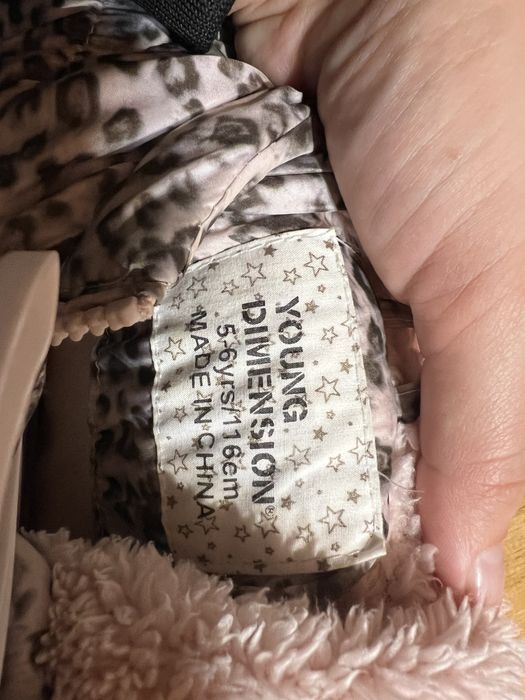 YOUNG
DIMENSION®
5-6yrs/116cm
MADE IN CHINA